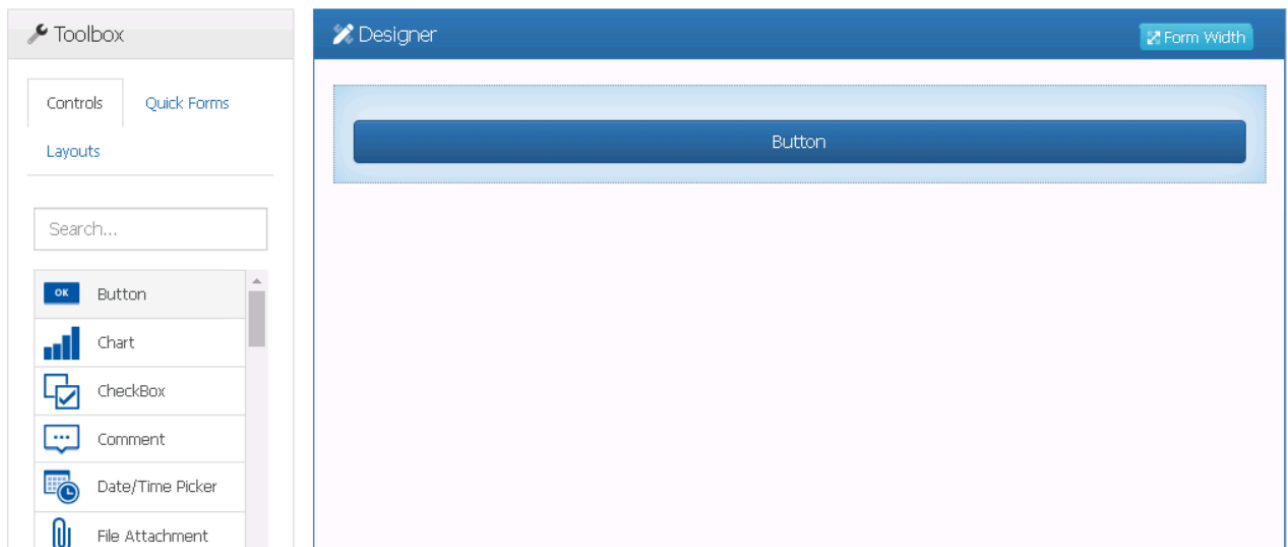 Toolbox
Controls
Quick Forms
Layouts
Search...
OK Button
Chart
CheckBox
Comment
Date/Time Picker
File Attachment
Designer
Form Width
Button